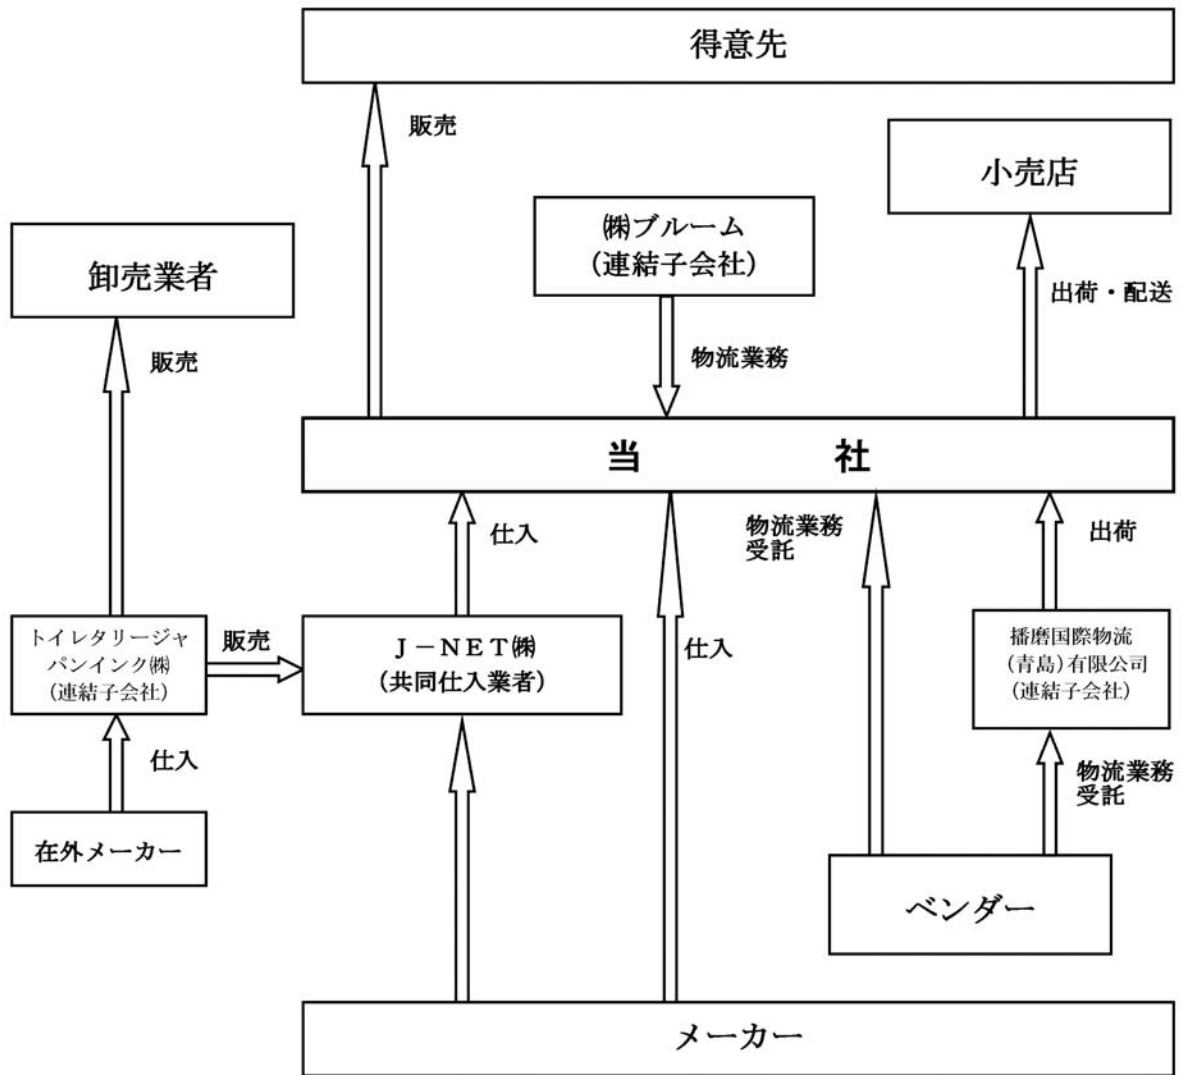 得意先
販売
小売店
㈱ブルーム
（連結子会社）
卸売業者
出荷・配送
販売
物流業務
当　社
仕入
物流業務
受託
出荷
トイレタリージャ
パンインク㈱
（連結子会社）
販売
Ｊ－ＮＥＴ㈱
（共同仕入業者）
仕入
播磨国際物流
（青島）有限公司
（連結子会社）
仕入
物流業務
受託
在外メーカー
ベンダー
メーカー